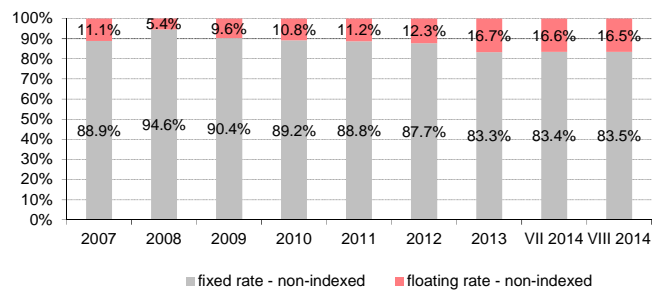 100%
90%
80%
70%
60%
50%
40%
30%
20%
10%
0%
11.1% 5.4% 9.6% 10.8% 11.2% 12.3% 16.7% 16.6% 16.5%
88.9% 94.6% 90.4% 89.2% 88.8% 87.7% 83.3% 83.4% 83.5%
2007 2008 2009 2010 2011 2012 2013 VII 2014 VIII 2014
fixed rate - non-indexed floating rate - non-indexed